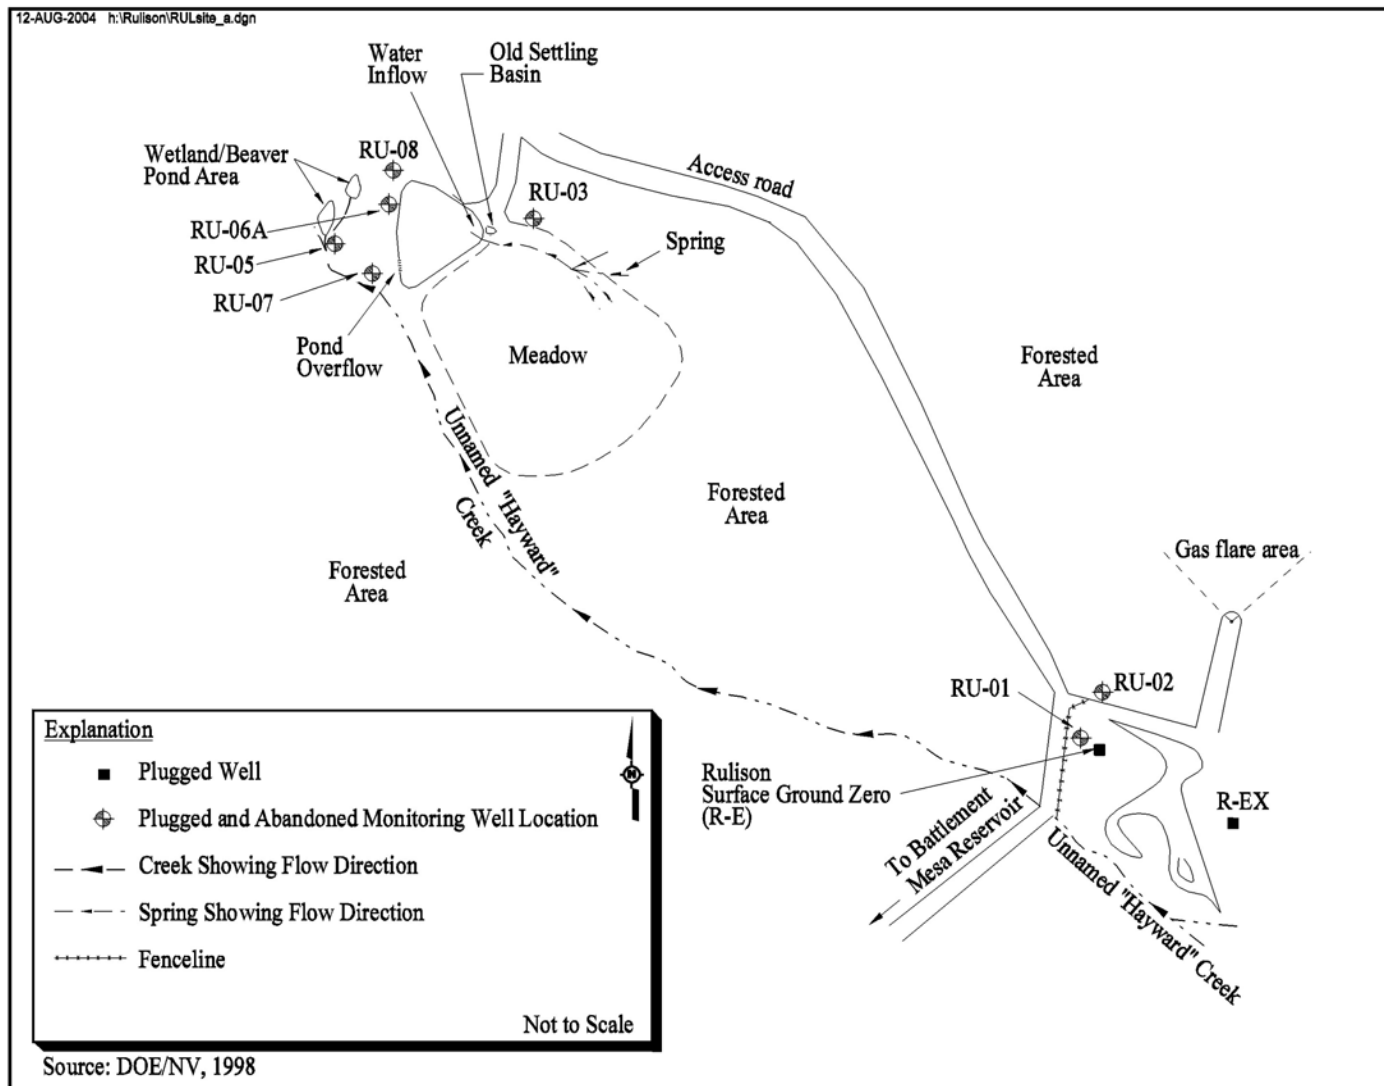 12-AUG-2004 h:\Rulison\RULsite_a.dgn
Water
Inflow
Old Settling
Basin
Wetland/Beaver
Pond Area
RU-08
Access road
RU-03
RU-06A
Spring
RU-05
RU-07
Pond
Overflow
Meadow
Forested
Area
Unnamed "Hayward"
Creek
Forested
Area
Gas flare area
Forested
Area
RU-01
RU-02
Rulison
Surface Ground Zero
(R-E)
R-EX
To Battlement
Mesa Reservoir
Unnamed "Hayward" Creek
Explanation
Plugged Well
N
Plugged and Abandoned Monitoring Well Location
Creek Showing Flow Direction
Spring Showing Flow Direction
Fenceline
Not to Scale
Source: DOE/NV, 1998